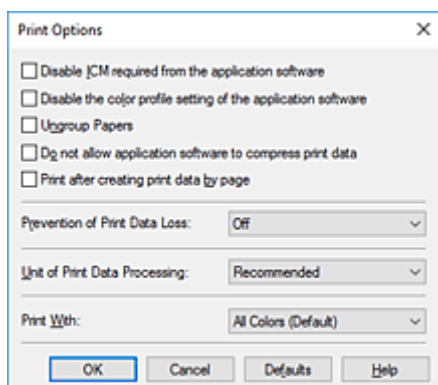 Print Options
Disable ICM required from the application software
Disable the color profile setting of the application software
Ungroup Papers
Do not allow application software to compress print data
Print after creating print data by page
Prevention of Print Data Loss: Off
Unit of Print Data Processing: Recommended
Print With: All Colors (Default)
OK Cancel Defaults Help